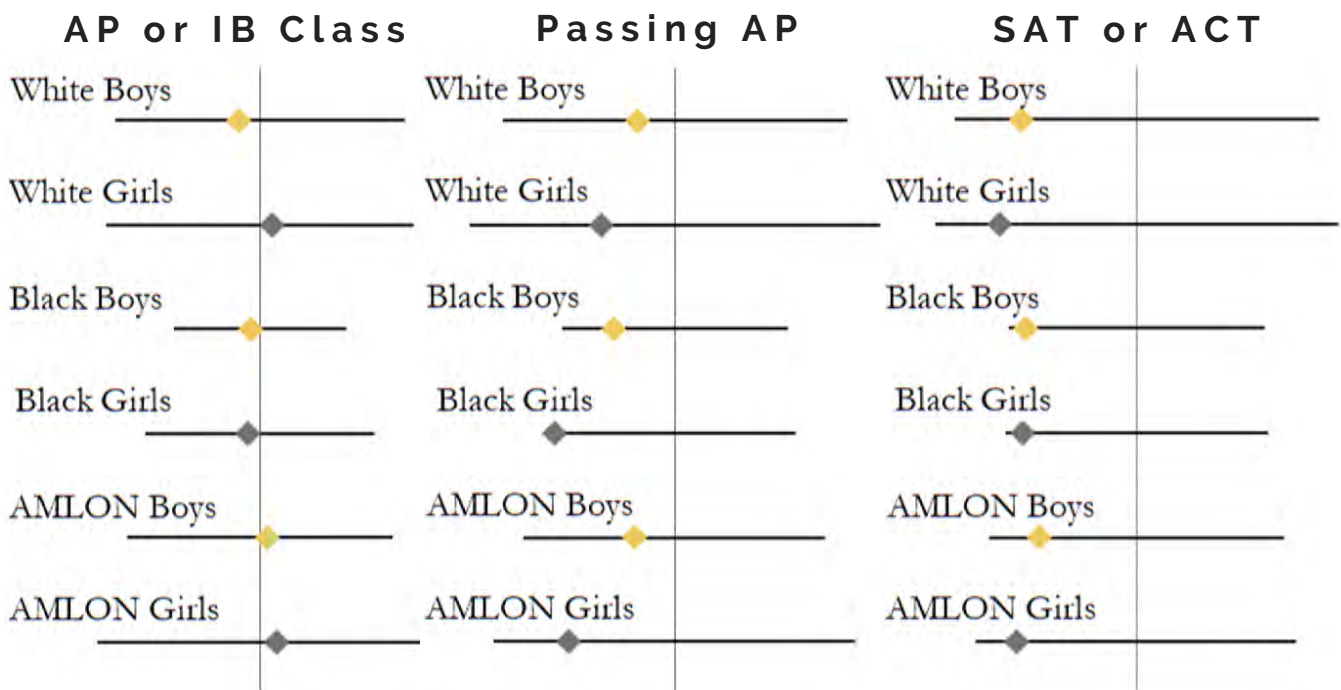 AP or IB Class
Passing AP
SAT or ACT
White Boys
White Boys
White Boys
White Girls
White Girls
White Girls
Black Boys
Black Boys
Black Boys
Black Girls
Black Girls
Black Girls
AMLON Boys
AMLON Boys
AMLON Boys
AMLON Girls
AMLON Girls
AMLON Girls